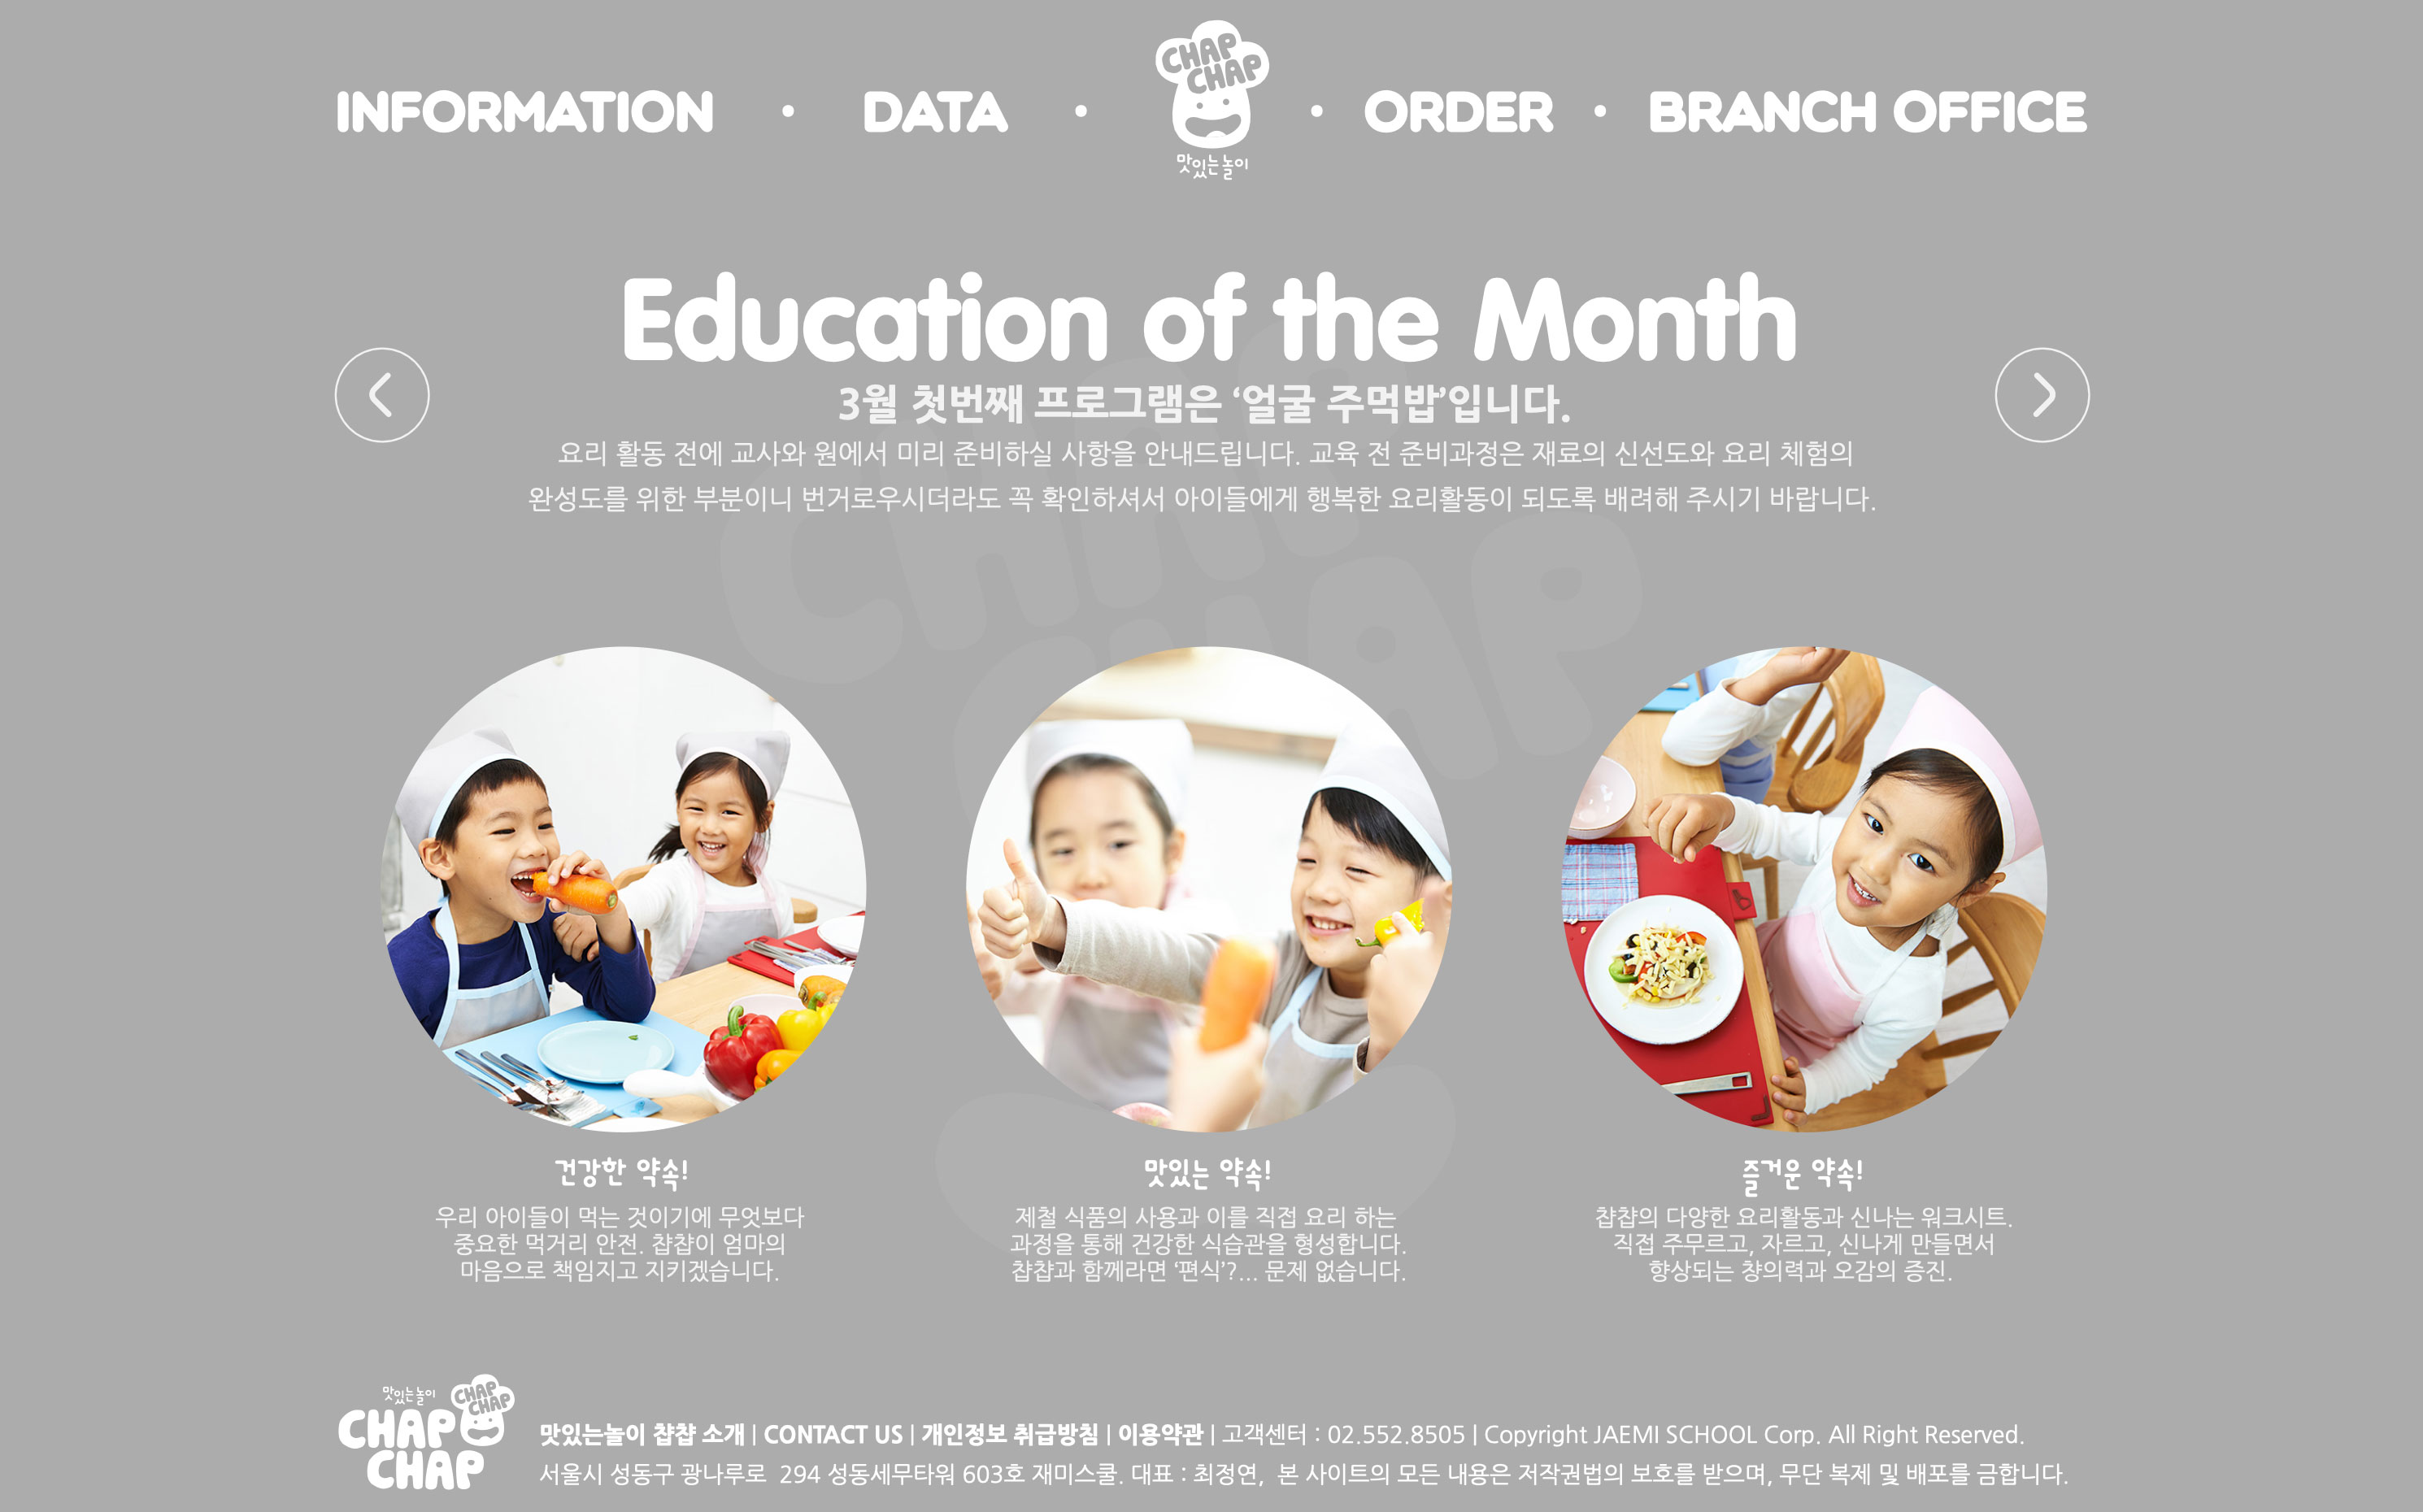 CHAP
CHAP
맛있는놀이
INFORMATION • DATA • ORDER • BRANCH OFFICE
Education of the Month
3월 첫번째 프로그램은 ‘얼굴 주먹밥’입니다.
요리 활동 전에 교사와 원에서 미리 준비하실 사항을 안내드립니다. 교육 전 준비과정은 재료의 신선도와 요리 체험의
완성도를 위한 부분이니 번거로우시더라도 꼭 확인하셔서 아이들에게 행복한 요리활동이 되도록 배려해 주시기 바랍니다.
CHAP
CHAP
건강한 약속!
우리 아이들이 먹는 것이기에 무엇보다
중요한 먹거리 안전. 챱챱이 엄마의
마음으로 책임지고 지키겠습니다.
맛있는 약속!
제철 식품의 사용과 이를 직접 요리 하는
과정을 통해 건강한 식습관을 형성합니다.
챱챱과 함께라면 ‘편식’?... 문제 없습니다.
즐거운 약속!
챱챱의 다양한 요리활동과 신나는 워크시트.
직접 주무르고, 자르고, 신나게 만들면서
향상되는 창의력과 오감의 증진.
맛있는놀이
CHAP
CHAP
CHAP
CHAP
맛있는놀이 챱챱 소개 | CONTACT US | 개인정보 취급방침 | 이용약관 | 고객센터 : 02.552.8505 | Copyright JAEMI SCHOOL Corp. All Right Reserved.
서울시 성동구 광나루로 294 성동세무타워 603호 재미스쿨. 대표 : 최정연, 본 사이트의 모든 내용은 저작권법의 보호를 받으며, 무단 복제 및 배포를 금합니다.